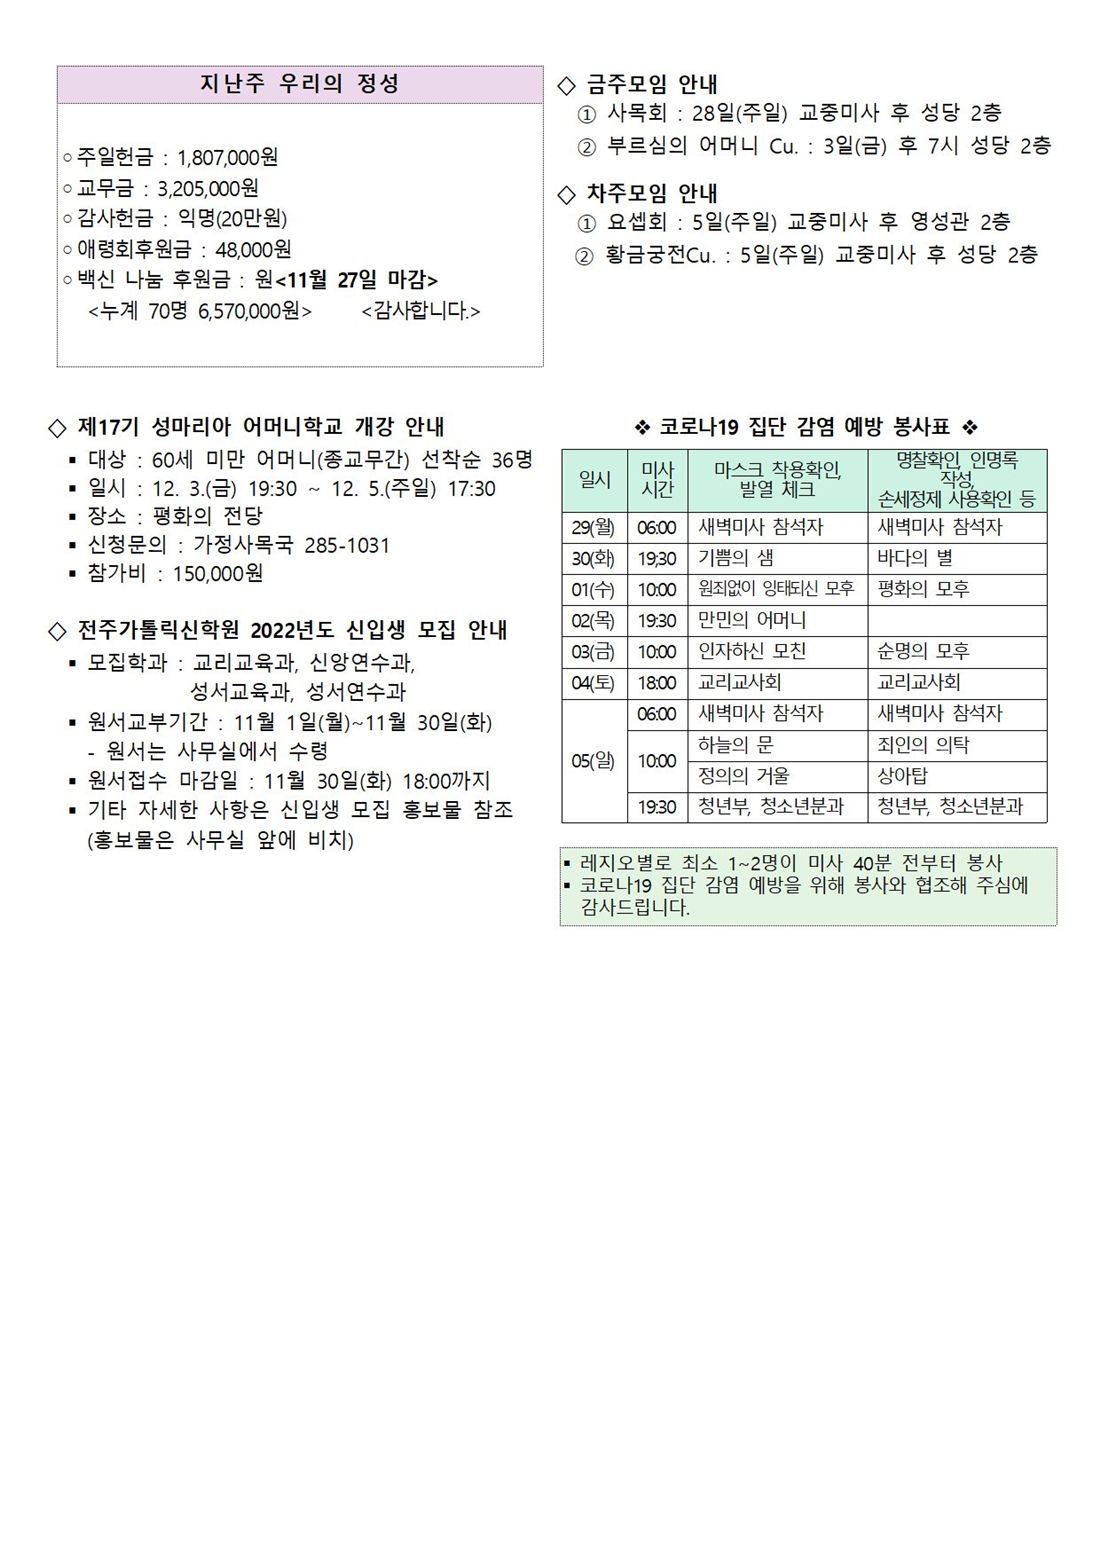 지난주 우리의 정성
○주일헌금 : 1,807,000원
○교무금 : 3,205,000원
○감사헌금 : 익명(20만원)
○애령회후원금 : 48,000원
○백신 나눔 후원금 : 원<11월 27일 마감>
<누계 70명 6,570,000원> <감사합니다.>
◇ 금주모임 안내
① 사목회 : 28일(주일) 교중미사 후 성당 2층
② 부르심의 어머니 Cu. : 3일(금) 후 7시 성당 2층
◇ 차주모임 안내
① 요셉회 : 5일(주일) 교중미사 후 영성관 2층
② 황금궁전Cu. : 5일(주일) 교중미사 후 성당 2층
◇ 제17기 성마리아 어머니학교 개강 안내
▪ 대상 : 60세 미만 어머니(종교무간) 선착순 36명
▪ 일시 : 12. 3.(금) 19:30 ~ 12. 5.(주일) 17:30
▪ 장소 : 평화의 전당
▪ 신청문의 : 가정사목국 285-1031
▪ 참가비 : 150,000원
◇ 전주가톨릭신학원 2022년도 신입생 모집 안내
▪ 모집학과 : 교리교육과, 신앙연수과,
성서교육과, 성서연수과
▪ 원서교부기간 : 11월 1일(월)~11월 30일(화)
- 원서는 사무실에서 수령
▪ 원서접수 마감일 : 11월 30일(화) 18:00까지
▪ 기타 자세한 사항은 신입생 모집 홍보물 참조
(홍보물은 사무실 앞에 비치)
❖ 코로나19 집단 감염 예방 봉사표 ❖
일시 미사 시간 마스크 착용확인, 발열 체크 명찰확인, 인명록 작성, 손세정제 사용확인 등
29(월) 06:00 새벽미사 참석자 새벽미사 참석자
30(화) 19;30 기쁨의 샘 바다의 별
01(수) 10:00 원죄없이 잉태되신 모후 평화의 모후
02(목) 19:30 만민의 어머니
03(금) 10:00 인자하신 모친 순명의 모후
04(토) 18:00 교리교사회 교리교사회
05(일) 06:00 새벽미사 참석자 새벽미사 참석자
10:00 하늘의 문 죄인의 의탁
정의의 거울 상아탑
19:30 청년부, 청소년분과 청년부, 청소년분과
▪ 레지오별로 최소 1~2명이 미사 40분 전부터 봉사
▪ 코로나19 집단 감염 예방을 위해 봉사와 협조해 주심에
감사드립니다.